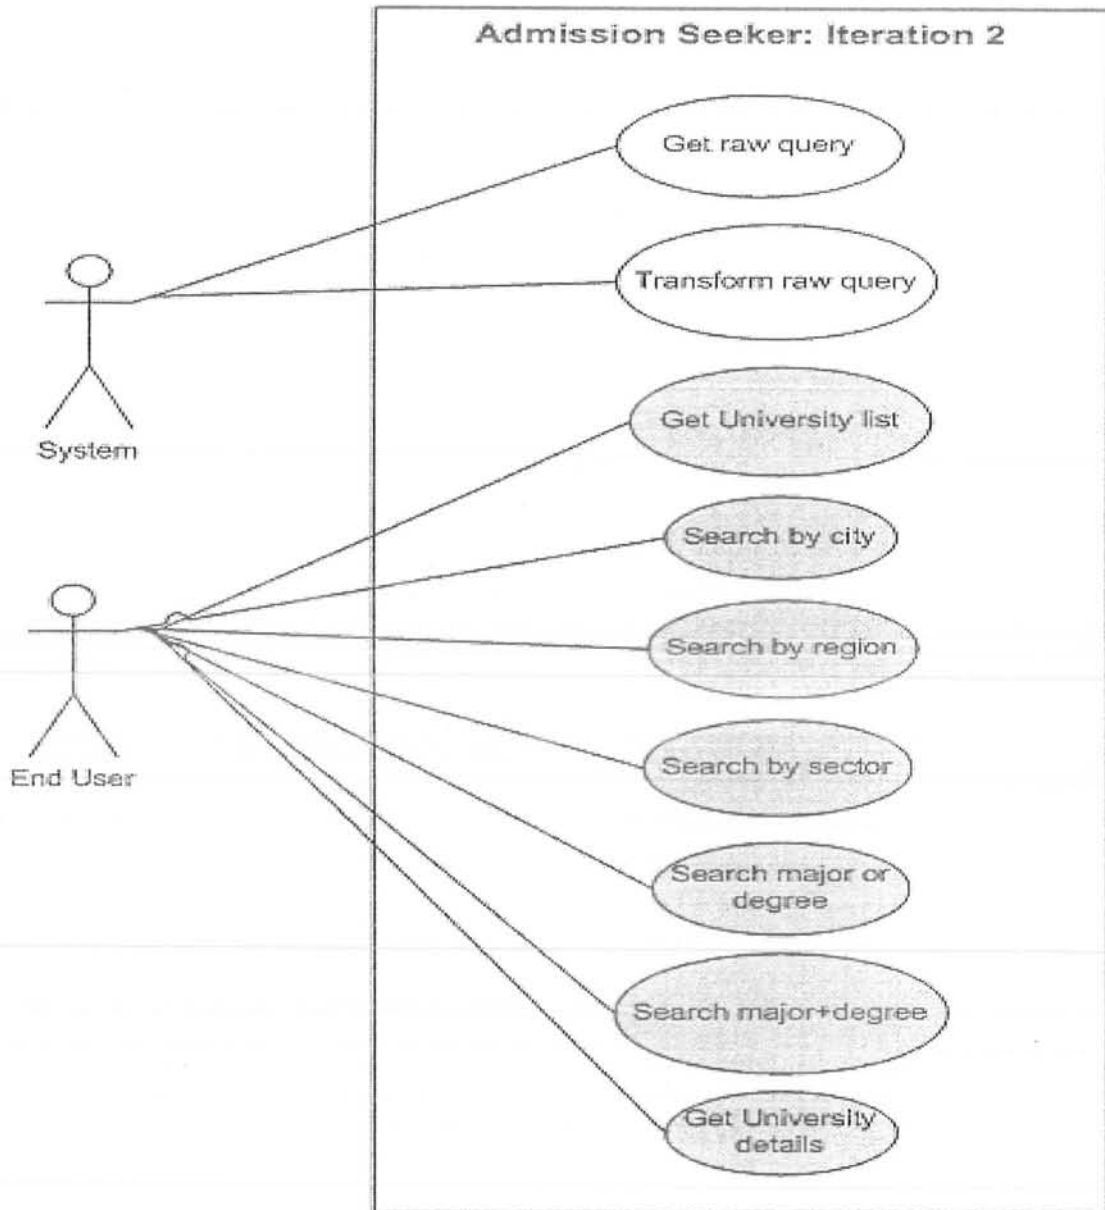 Admission Seeker: Iteration 2
Get raw query
Transform raw query
System
Get University list
Search by city
Search by region
End User
Search by sector
Search major or
degree
Search major+degree
Get University
details